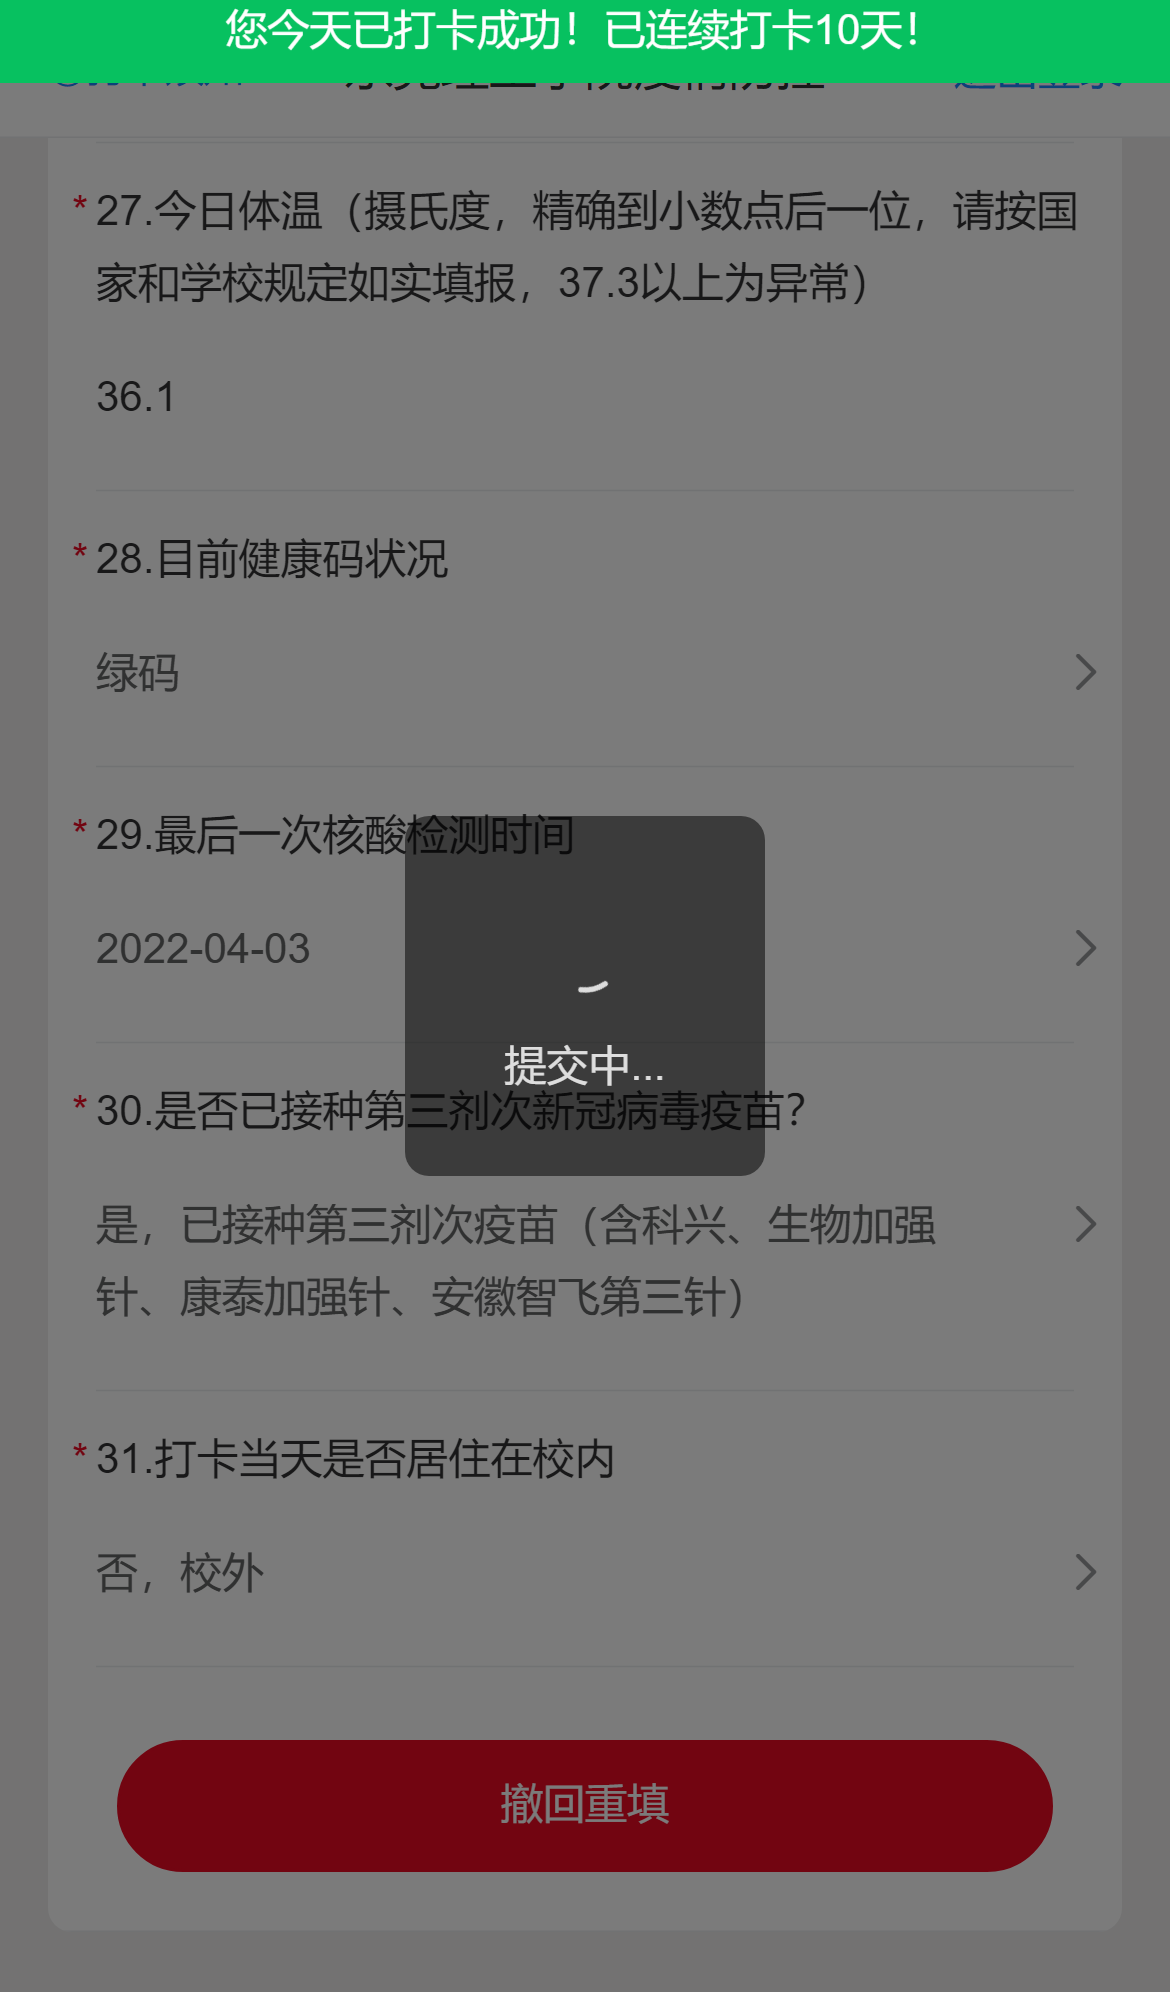 您今天已打卡成功！已连续打卡10天！
* 27.今日体温（摄氏度，精确到小数点后一位，请按国
家和学校规定如实填报，37.3以上为异常）
36.1
* 28.目前健康码状况
绿码
* 29.最后一次核酸检测时间
2022-04-03
提交中...
* 30.是否已接种第三剂次新冠病毒疫苗？
是，已接种第三剂次疫苗（含科兴、生物加强
针、康泰加强针、安徽智飞第三针）
* 31.打卡当天是否居住在校内
否，校外
撤回重填